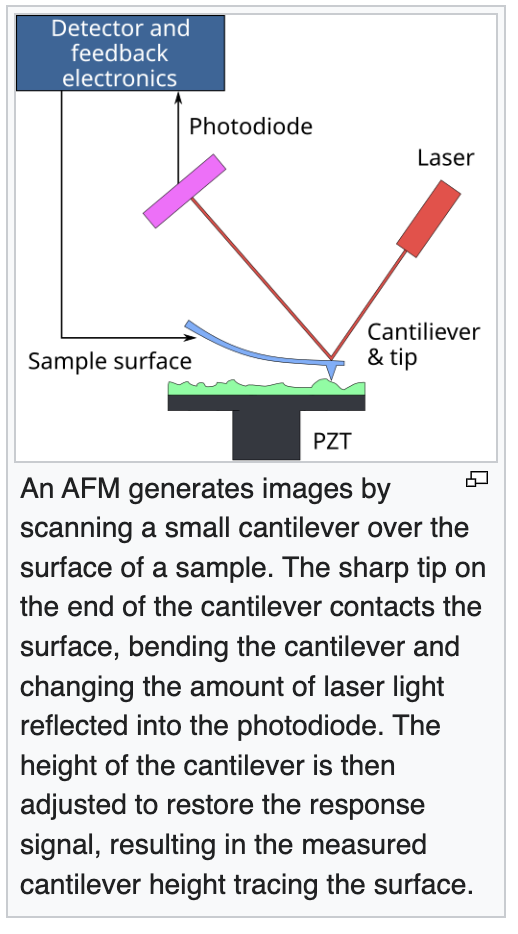 Detector and
feedback
electronics
Photodiode
Laser
Cantiliever
& tip
Sample surface
PZT
An AFM generates images by
scanning a small cantilever over the
surface of a sample. The sharp tip on
the end of the cantilever contacts the
surface, bending the cantilever and
changing the amount of laser light
reflected into the photodiode. The
height of the cantilever is then
adjusted to restore the response
signal, resulting in the measured
cantilever height tracing the surface.